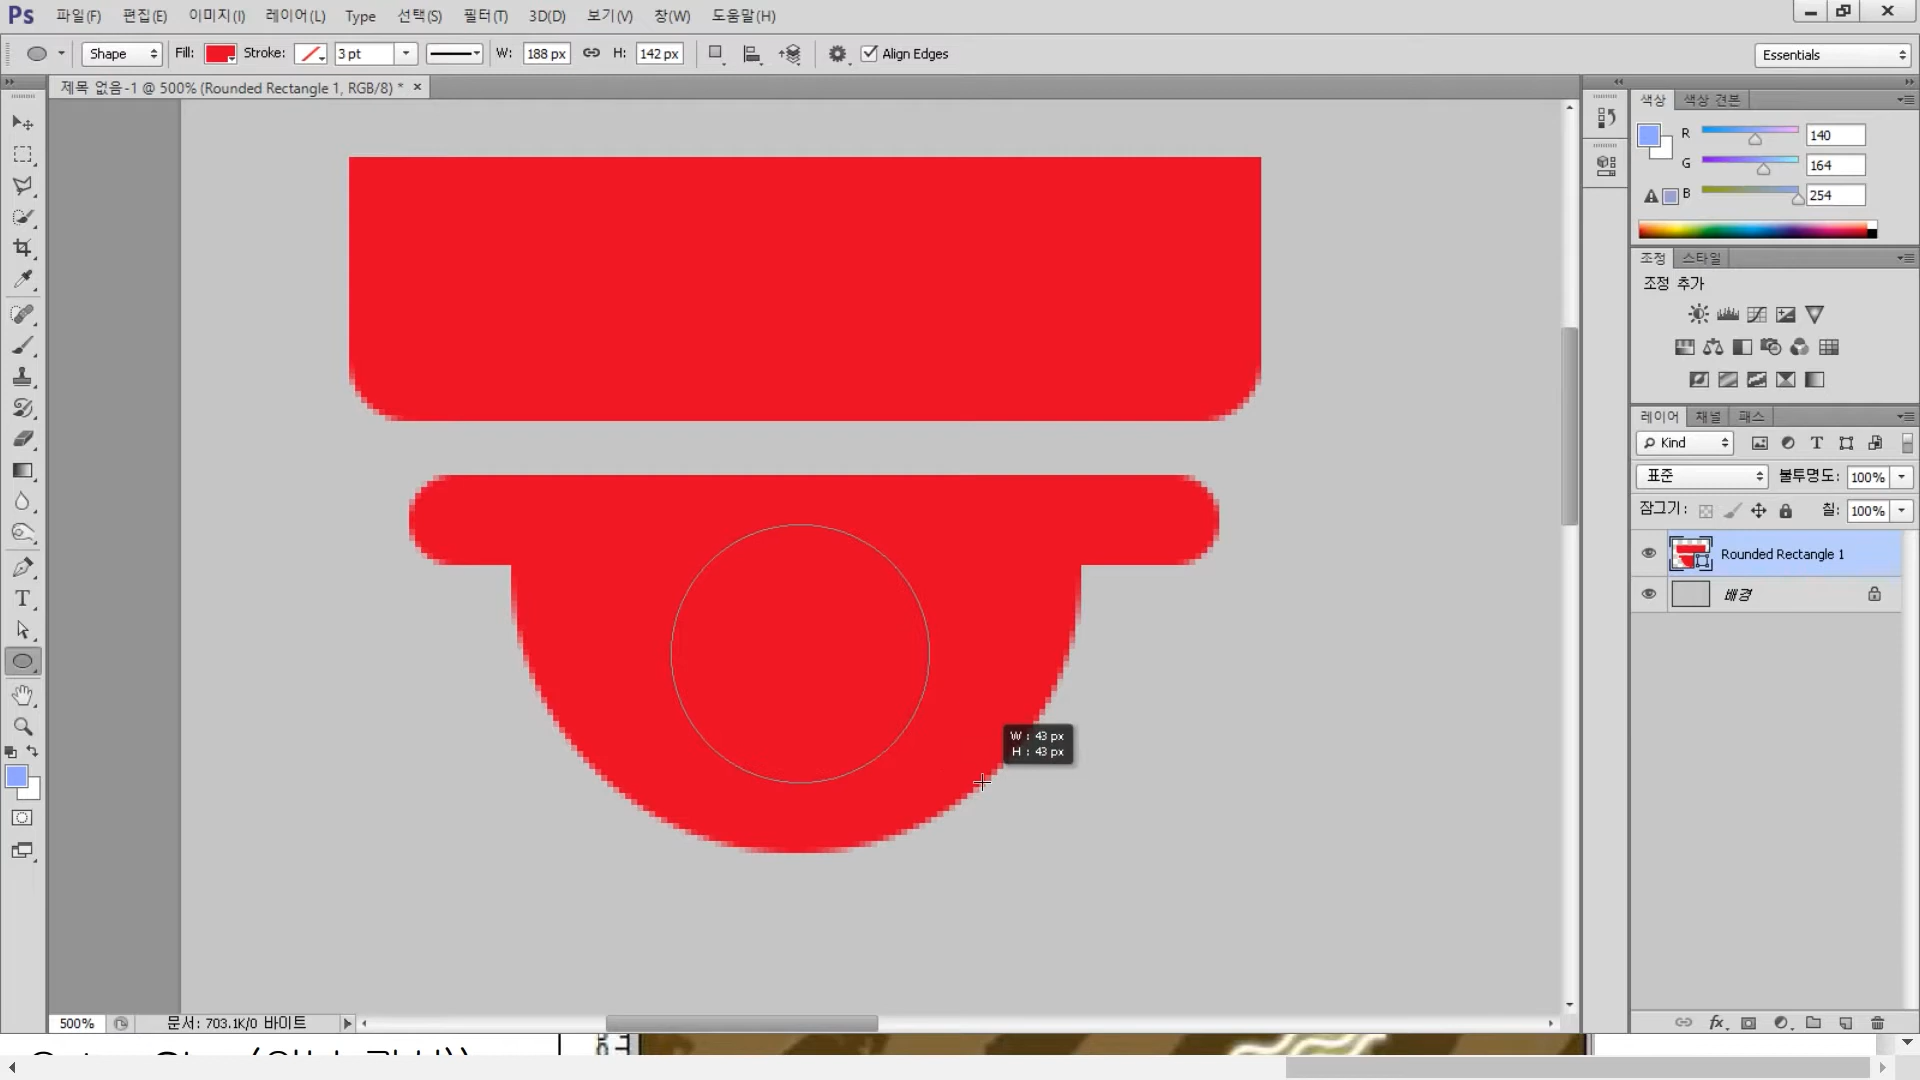 Ps 파일(F) 편집(E) 이미지(I) 레이어(L) Type 선택(S) 필터(T) 3D(D) 보기(V) 창(W) 도움말(H)
Shape Fill: Stroke: 3 pt W: 188 px H: 142 px Align Edges Essentials
제목 없음-1 @ 500% (Rounded Rectangle 1, RGB/8) *
색상 색상 견본
R 140
G 164
B 254
조정 스타일
조정 추가
레이어 채널 패스
Kind
표준 불투명도: 100%
잠그기: 칠: 100%
Rounded Rectangle 1
배경
W : 43 px
H : 43 px
500% 문서: 703.1K/0 바이트